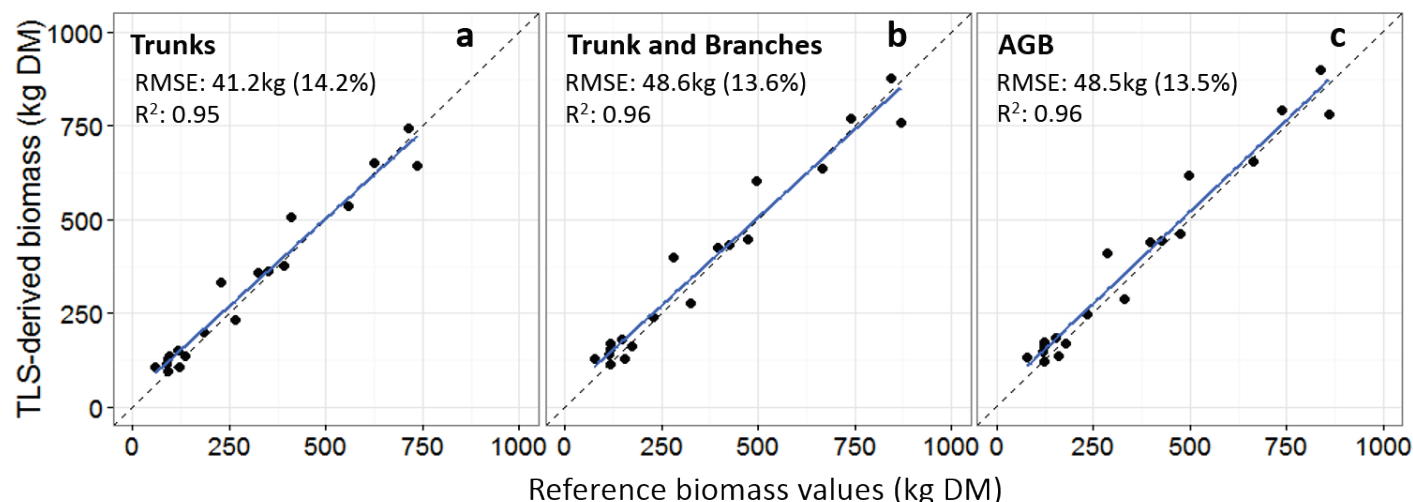 TLS-derived biomass (kg DM)
1000
750
500
250
0
Trunks a
RMSE: 41.2kg (14.2%)
R²: 0.95
0 250 500 750 1000
Trunk and Branches b
RMSE: 48.6kg (13.6%)
R²: 0.96
0 250 500 750 1000
AGB c
RMSE: 48.5kg (13.5%)
R²: 0.96
0 250 500 750 1000
Reference biomass values (kg DM)